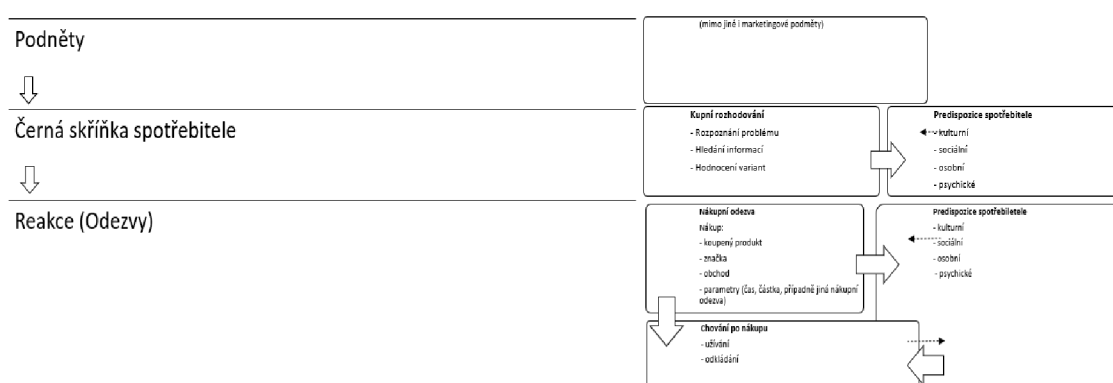 Podněty
(mimo jiné i marketingové podměty)
Černá skříňka spotřebitele
Kupní rozhodování
- Rozpoznání problému
- Hledání informací
- Hodnocení variant
Predispozice spotřebitele
kulturní
- sociální
- osobní
- psychické
Reakce (Odezvy)
Nákupní odezva
Nákup:
- koupený produkt
- značka
- obchod
- parametry (čas, částka, případně jiná nákupní
odezva)
Predispozice spotřebiletele
- kulturní
- sociální
- osobní
- psychické
Chování po nákupu
- užívání
- odkládání